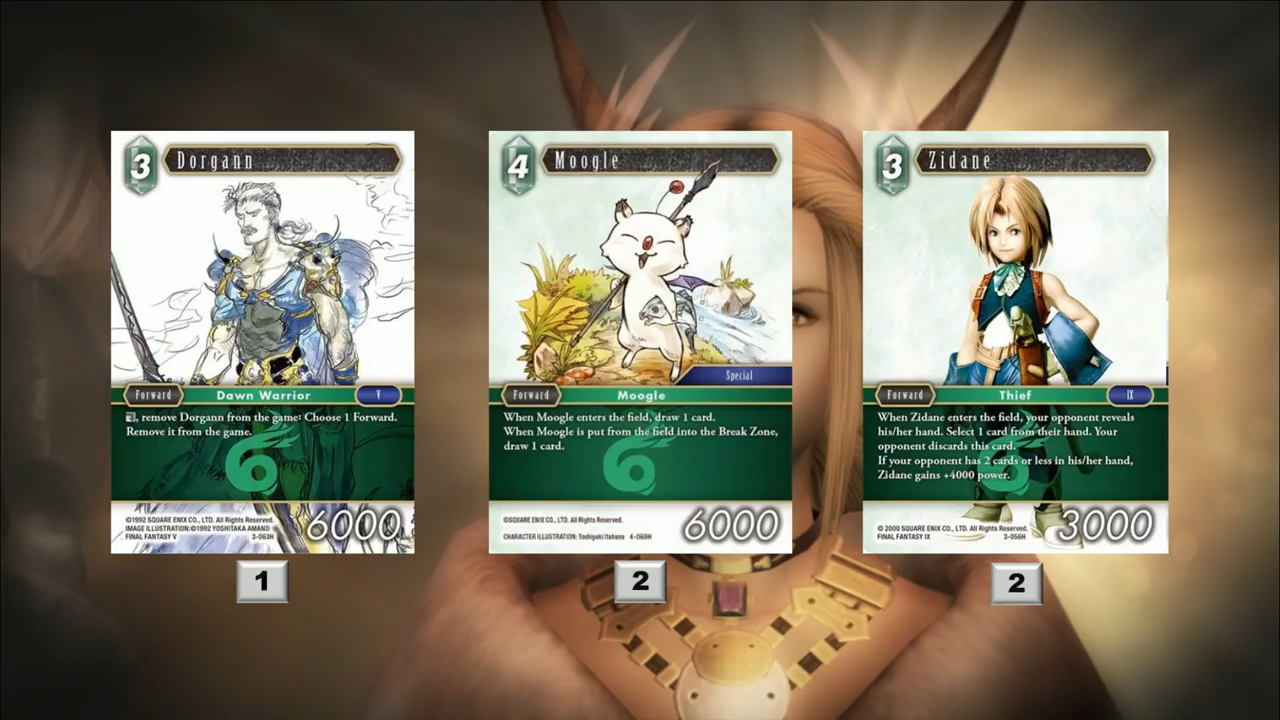 3
Dorgann
Forward
Dawn Warrior
V
, remove Dorgann from the game: Choose 1 Forward.
Remove it from the game.
6
©1992 SQUARE ENIX CO., LTD. All Rights Reserved.
IMAGE ILLUSTRATION:©1992 YOSHITAKA AMANO
FINAL FANTASY V
3-063H
6000
1
4
Moogle
Special
Forward
Moogle
When Moogle enters the field, draw 1 card.
When Moogle is put from the field into the Break Zone,
draw 1 card.
6
©SQUARE ENIX CO., LTD. All Rights Reserved.
CHARACTER ILLUSTRATION: Toshiyuki Itahana
4-069H
6000
2
3
Zidane
Forward
Thief
IX
When Zidane enters the field, your opponent reveals
his/her hand. Select 1 card from their hand. Your
opponent discards this card.
If your opponent has 2 cards or less in his/her hand,
Zidane gains +4000 power.
3
© 2000 SQUARE ENIX CO., LTD. All Rights Reserved.
FINAL FANTASY IX
3-056H
3000
2